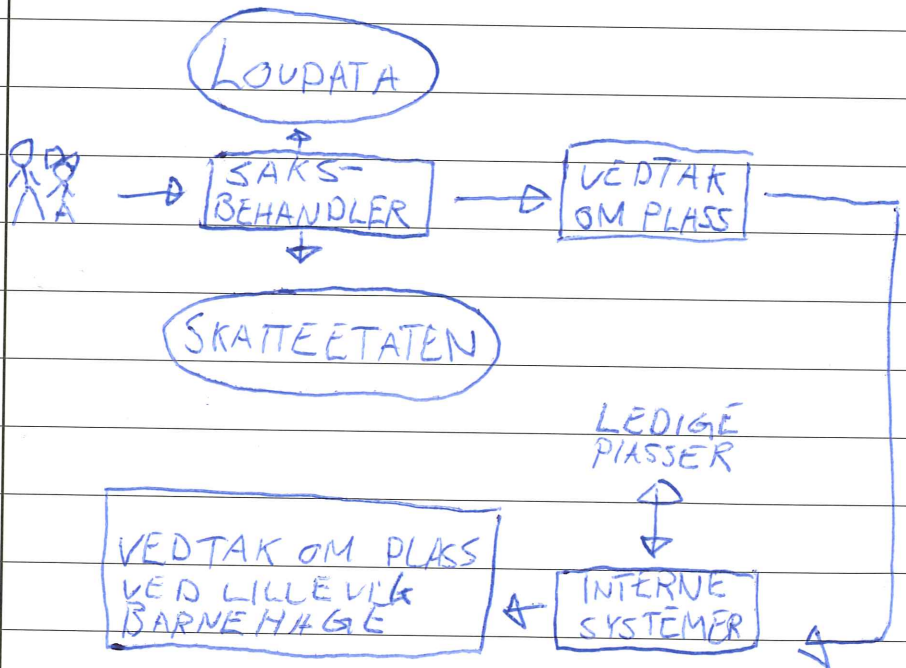 LOVDATA
SAKS-
BEHANDLER
VEDTAK
OM PLASS
SKATTEETATEN
LEDIGE
PLASSER
INTERNE
SYSTEMER
VEDTAK OM PLASS
VED LILLEVIK
BARNEHAGE